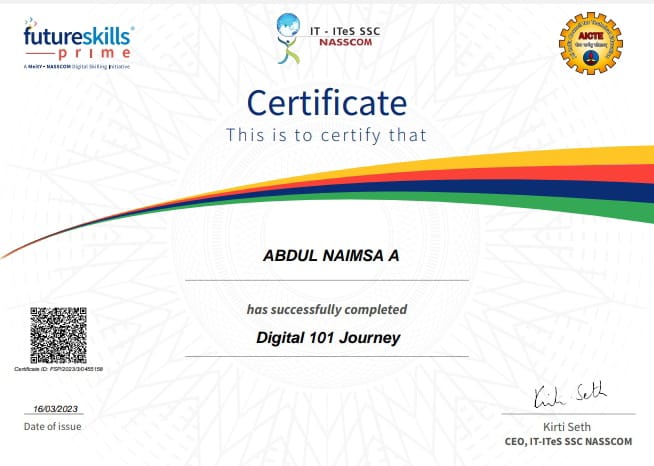 futureskills®
prime
A MeitY - NASSCOM Digital Skilling Initiative
IT - ITeS SSC
NASSCOM
AICTE
Certificate
This is to certify that
ABDUL NAIMSA A
has successfully completed
Digital 101 Journey
Certificate ID: FSP/2023/3/0455158
16/03/2023
Date of issue
Kirti Seth
Kirti Seth
CEO, IT-ITeS SSC NASSCOM